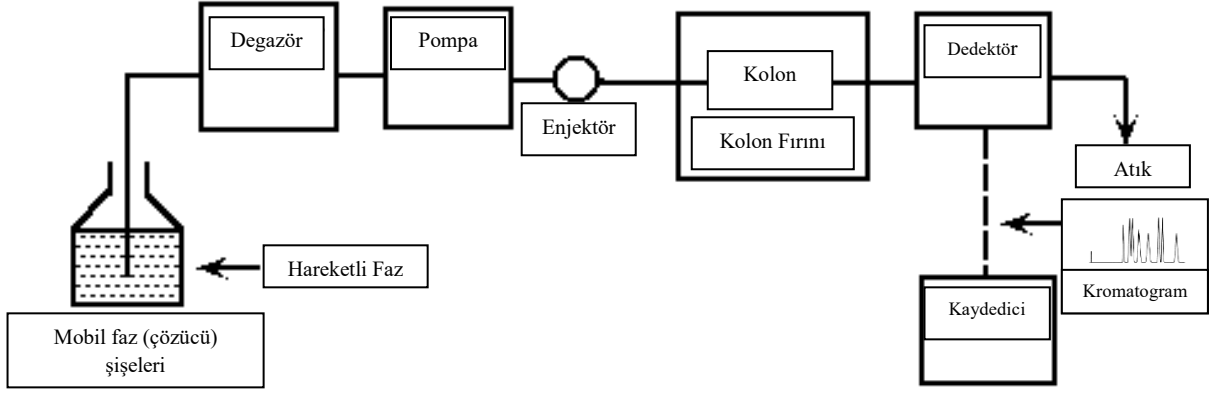 Degazör
Pompa
Enjektör
Kolon
Kolon Fırını
Dedektör
Atık
Kromatogram
Kaydedici
Hareketli Faz
Mobil faz (çözücü)
şişeleri